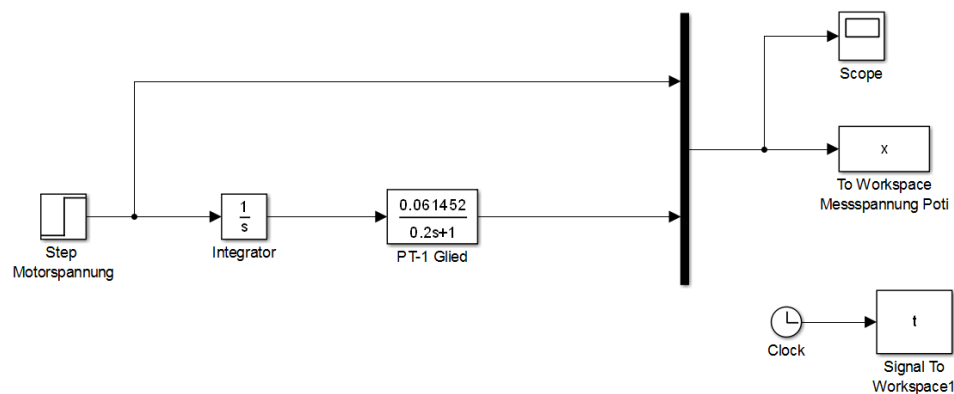 Scope
x
To Workspace
Messspannung Poti
Step
Motorspannung
1
s
Integrator
0.061452
0.2s+1
PT-1 Glied
Clock
t
Signal To
Workspace1